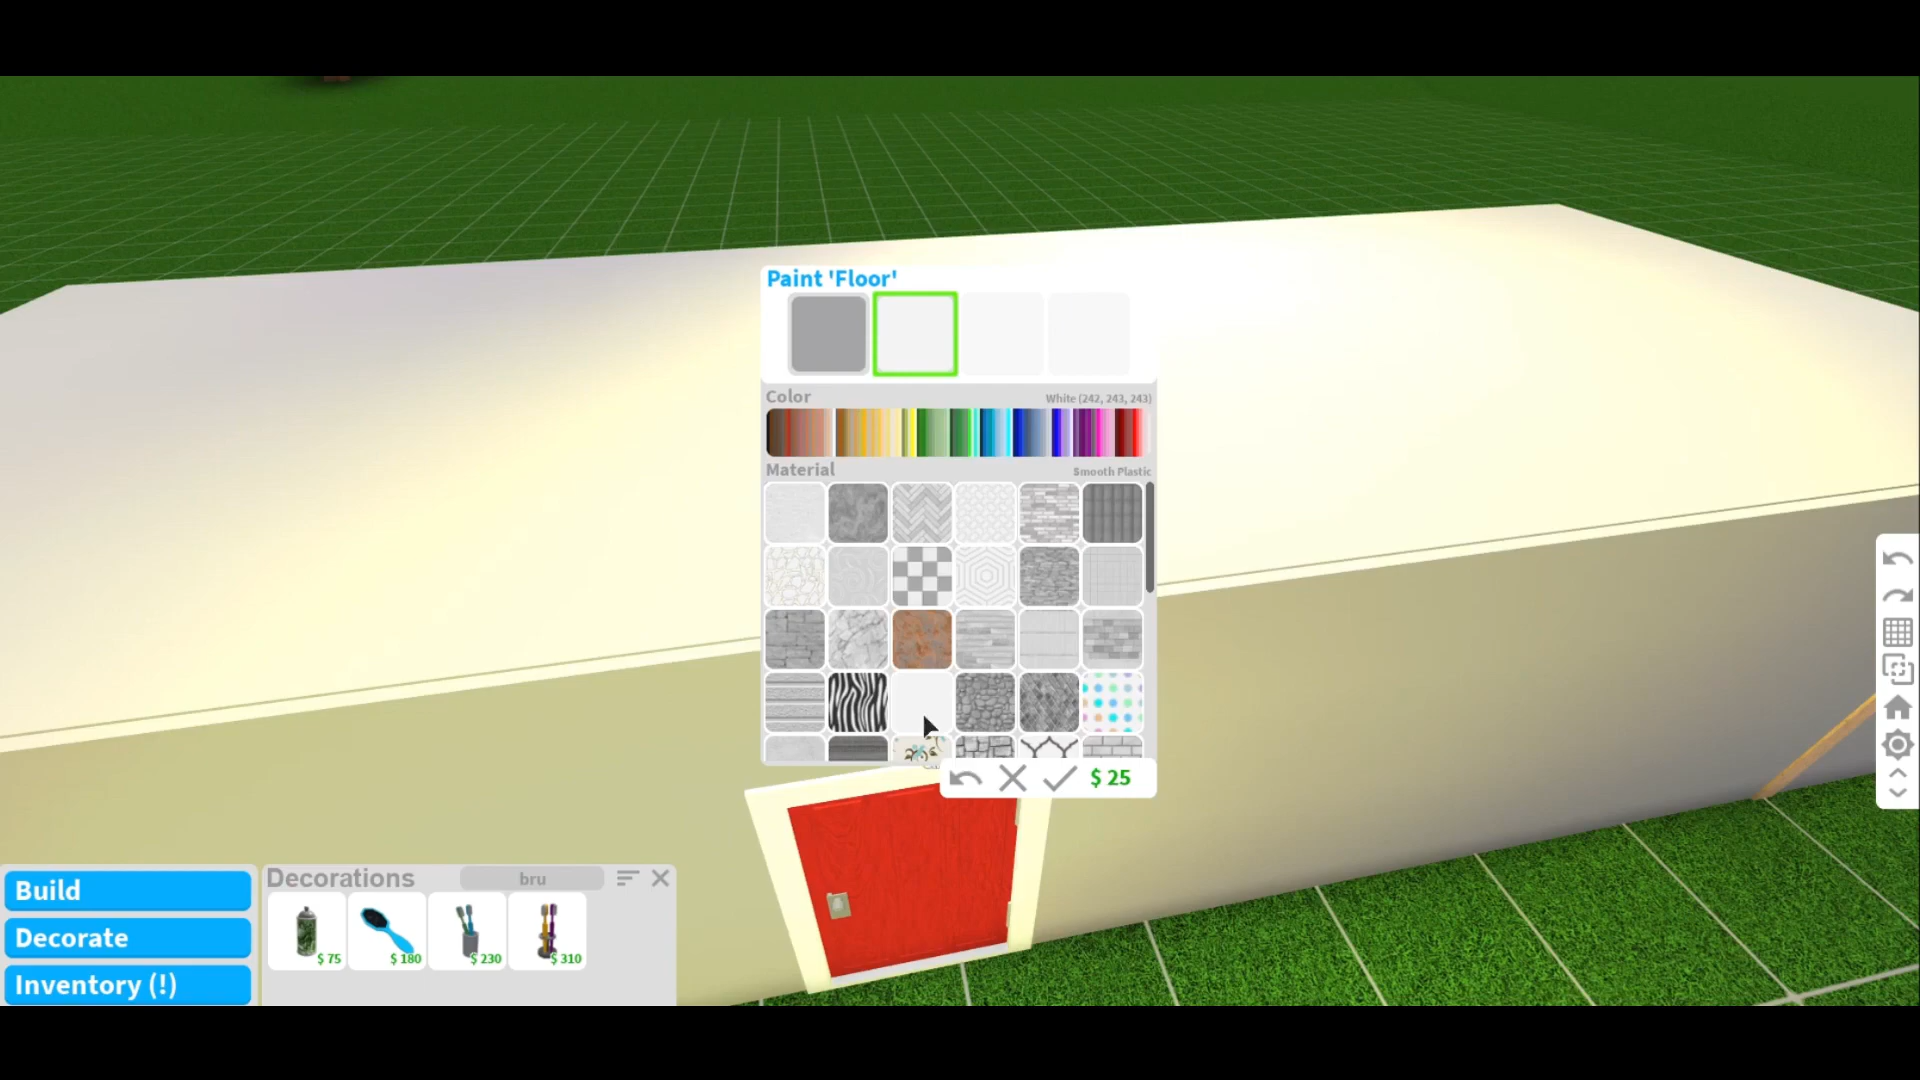 Paint 'Floor'
Color White (242, 243, 243)
Material Smooth Plastic
$ 25
Build
Decorate
Inventory (!)
Decorations bru
$ 75 $ 180 $ 230 $ 310